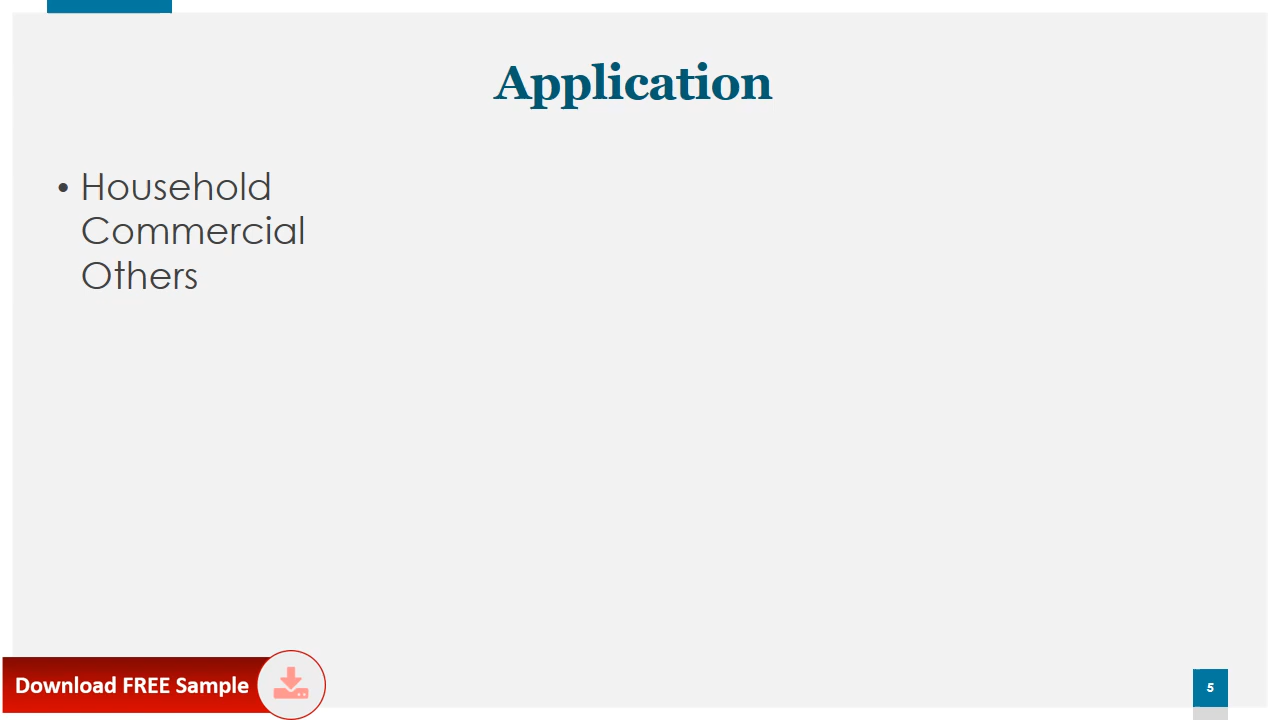 Application
• Household
Commercial
Others
Download FREE Sample
5